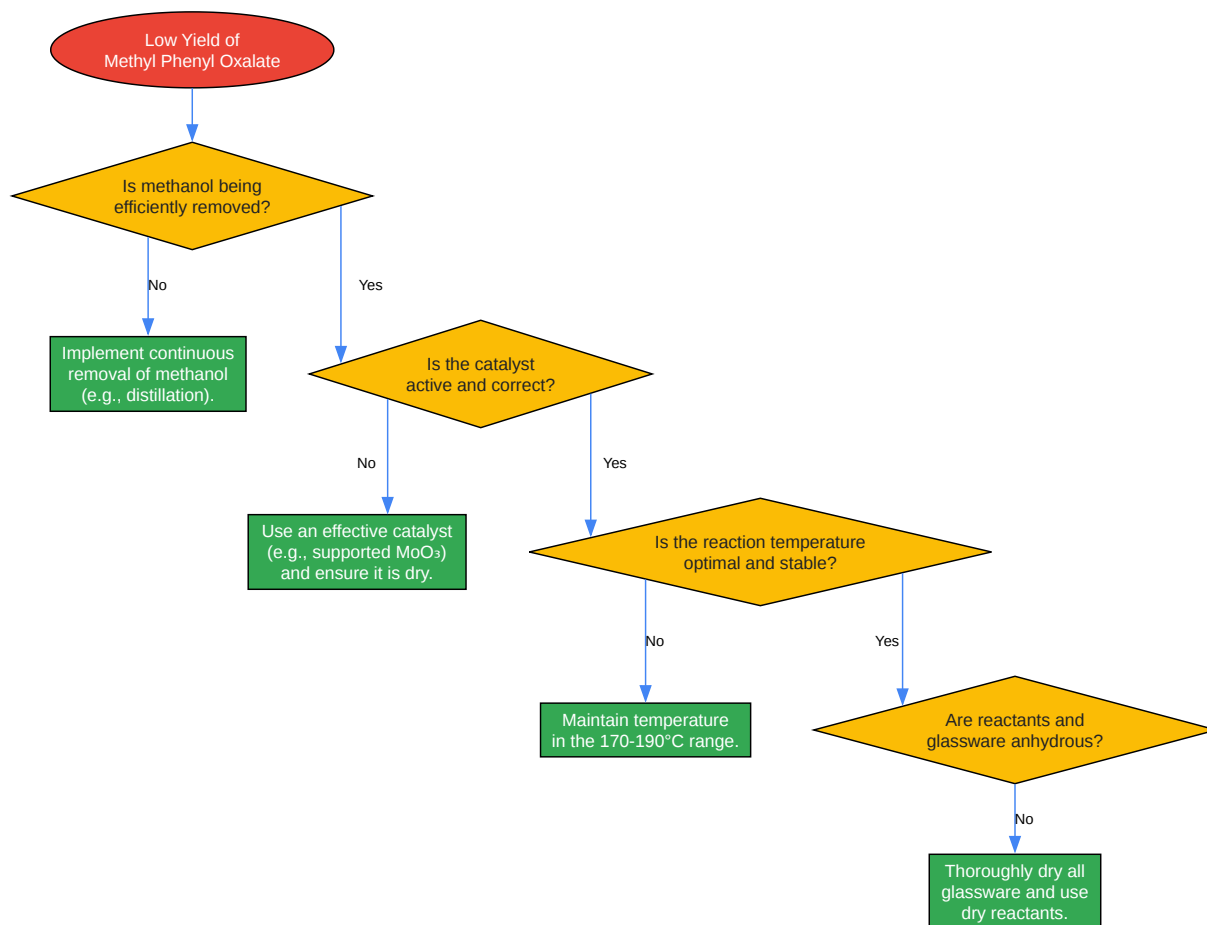 Low Yield of
Methyl Phenyl Oxalate
Is methanol being
efficiently removed?
No
Yes
Implement continuous
removal of methanol
(e.g., distillation).
Is the catalyst
active and correct?
No
Yes
Use an effective catalyst
(e.g., supported MoO₃)
and ensure it is dry.
Is the reaction temperature
optimal and stable?
No
Yes
Maintain temperature
in the 170-190°C range.
Are reactants and
glassware anhydrous?
No
Thoroughly dry all
glassware and use
dry reactants.